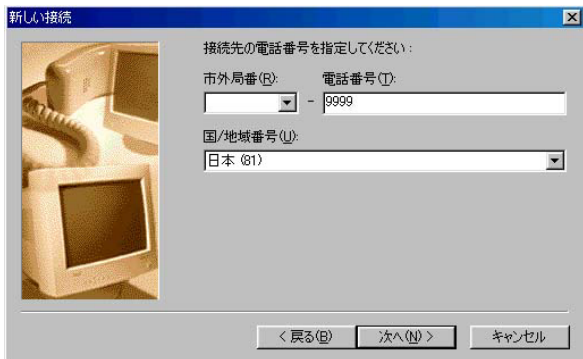 新しい接続
接続先の電話番号を指定してください:
市外局番(R): 電話番号(T):
- 9999
国/地域番号(U):
日本 (81)
< 戻る(B) 次へ(N) > キャンセル